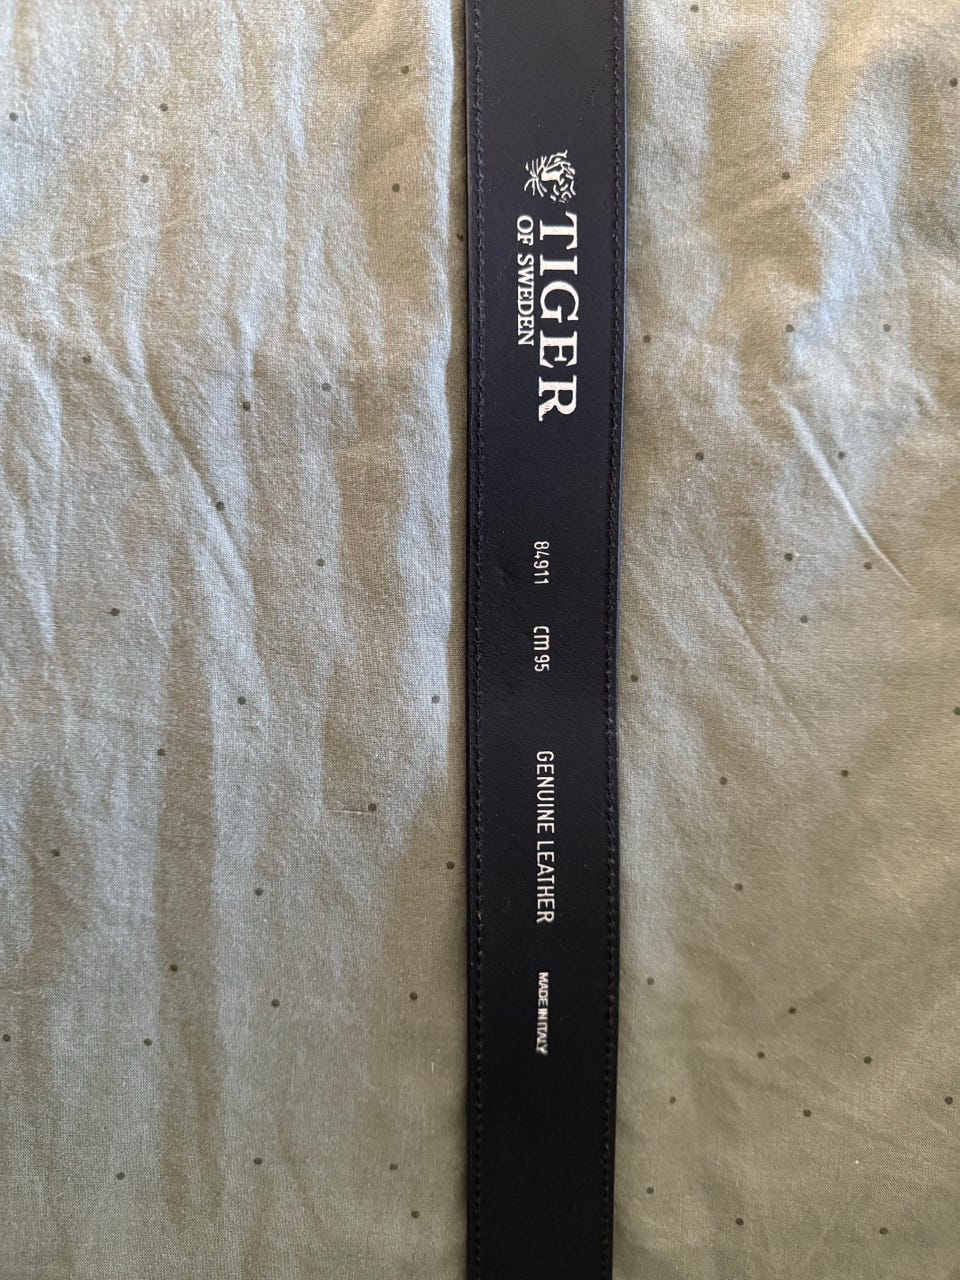 TIGER
OF SWEDEN
84911 cm 95
GENUINE LEATHER
MADE IN ITALY